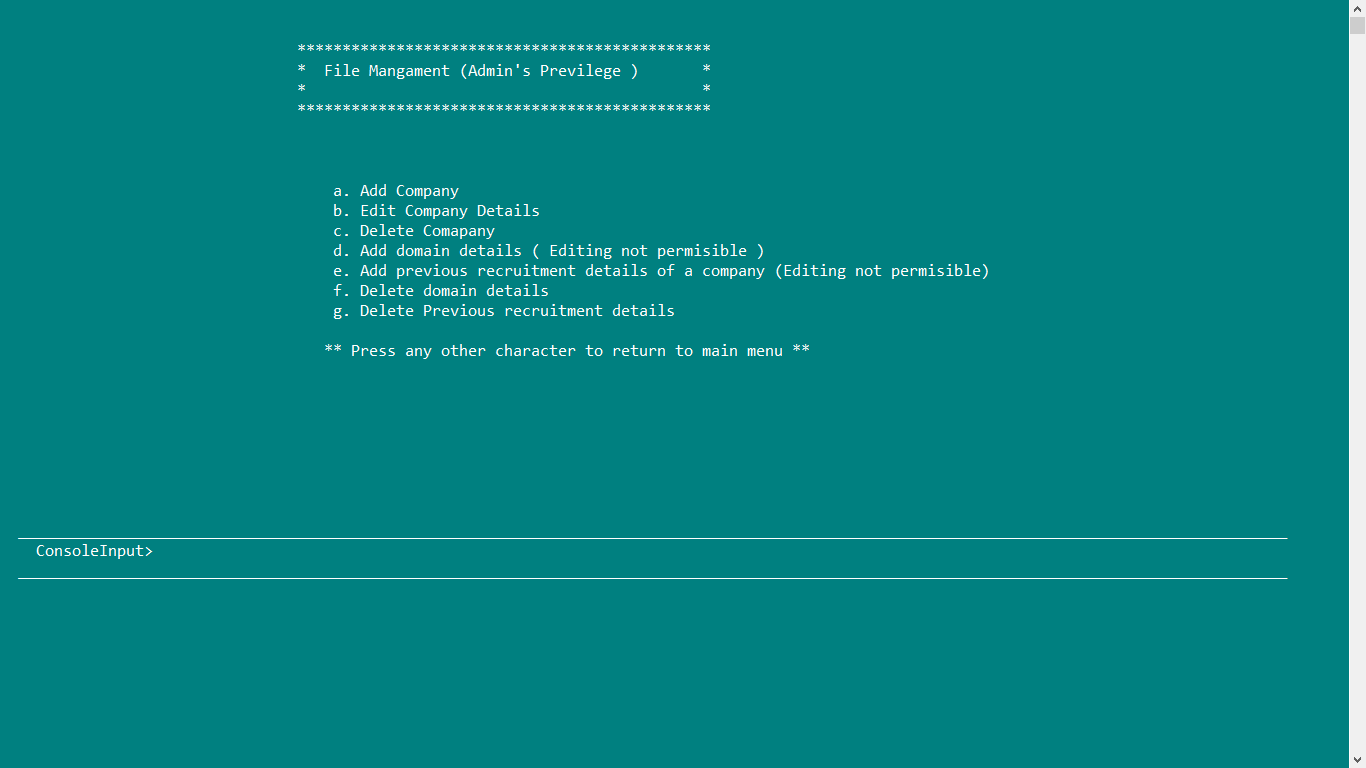 **********************************************
*  File Mangament (Admin's Previlege )       *
*                                            *
**********************************************
a. Add Company
b. Edit Company Details
c. Delete Comapany
d. Add domain details ( Editing not permisible )
e. Add previous recruitment details of a company (Editing not permisible)
f. Delete domain details
g. Delete Previous recruitment details
** Press any other character to return to main menu **
ConsoleInput>